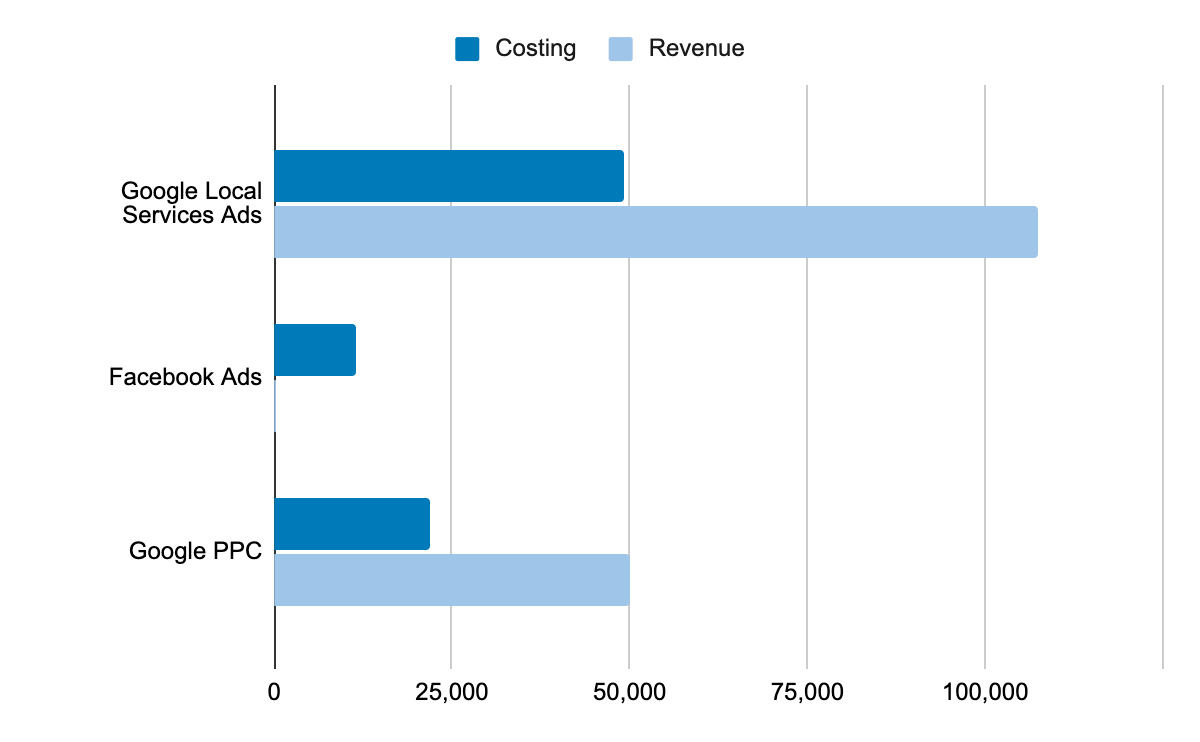 Costing Revenue
Google Local
Services Ads
Facebook Ads
Google PPC
0 25,000 50,000 75,000 100,000